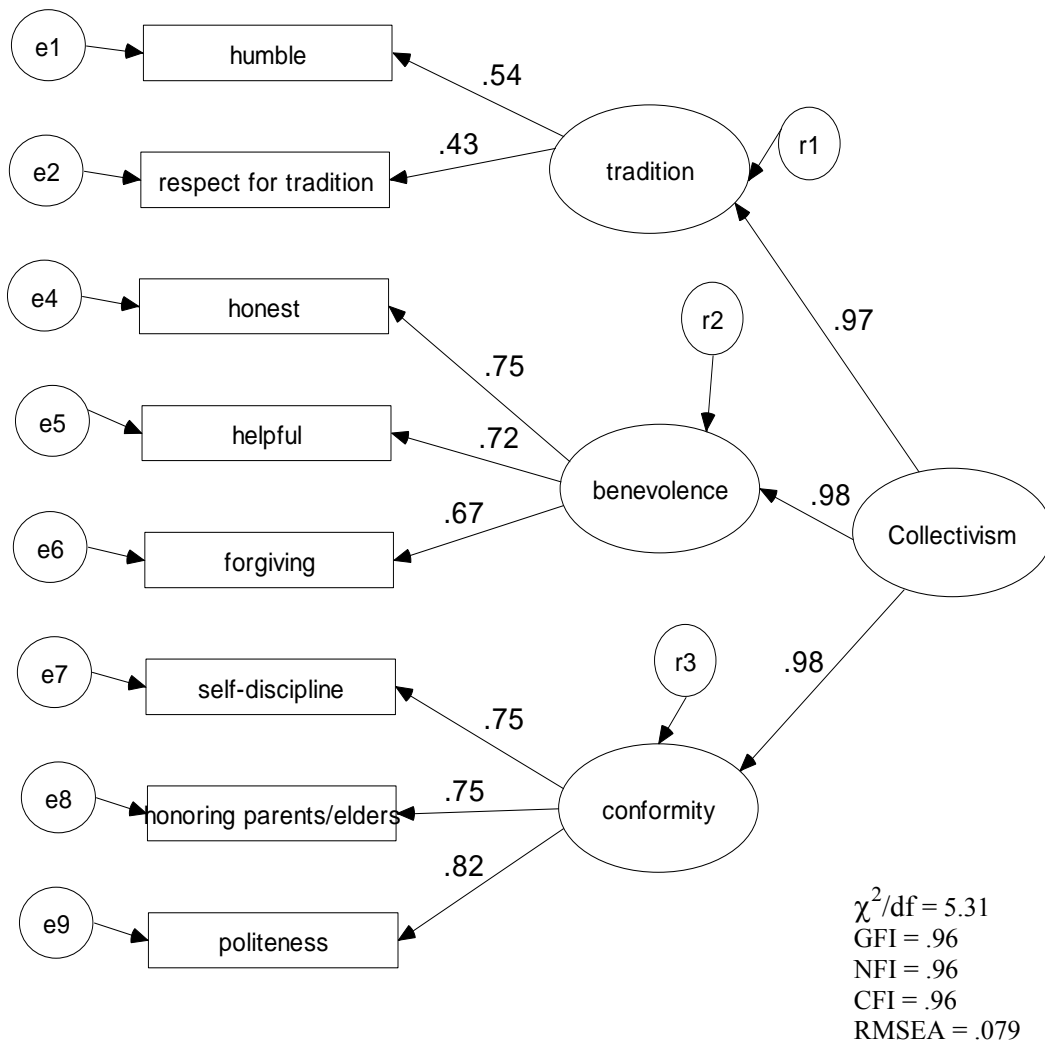 e1
humble
.54
r1
e2
respect for tradition
.43
tradition
e4
honest
.75
r2
.97
e5
helpful
.72
benevolence
.98
Collectivism
e6
forgiving
.67
e7
self-discipline
.75
r3
.98
e8
honoring parents/elders
.75
conformity
e9
politeness
.82
χ²/df = 5.31
GFI = .96
NFI = .96
CFI = .96
RMSEA = .079